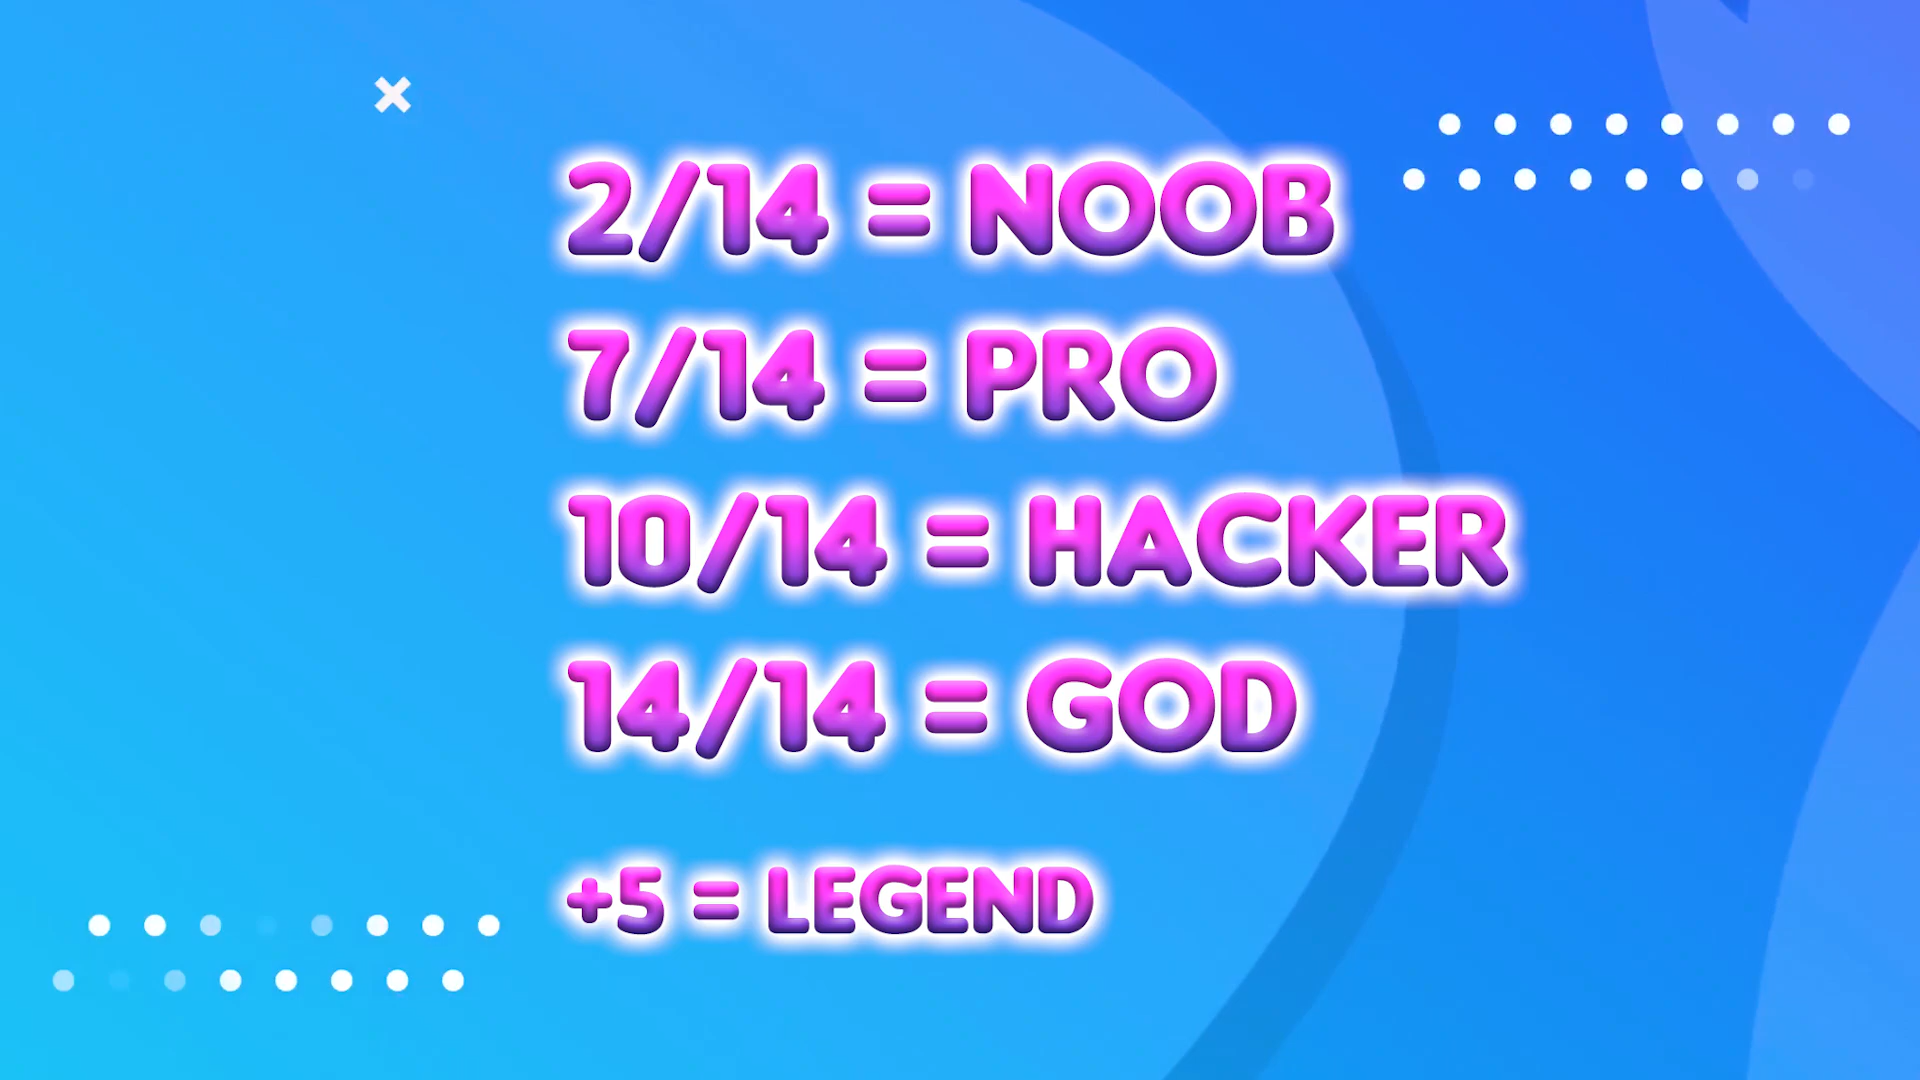 2/14 = NOOB
7/14 = PRO
10/14 = HACKER
14/14 = GOD
+5 = LEGEND